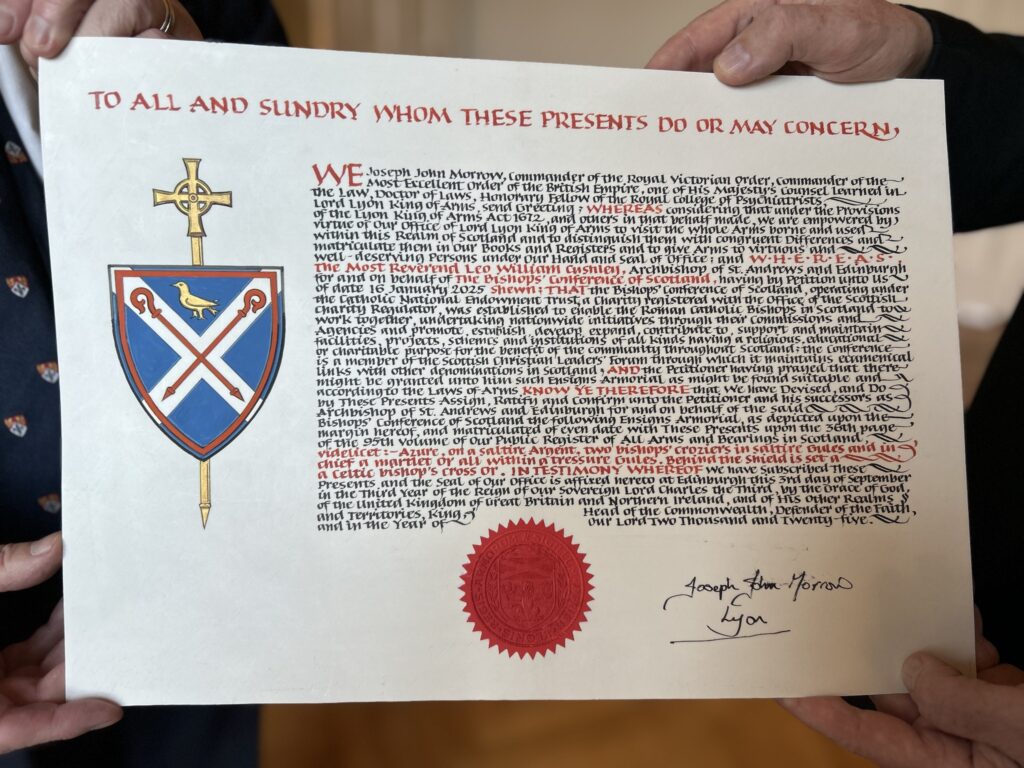 TO ALL AND SUNDRY WHOM THESE PRESENTS DO OR MAY CONCERN,
WE Joseph John Morrow, Commander of the Royal Victorian Order, Commander of the
Most Excellent Order of the British Empire, one of His Majesty's Counsel Learned in
the Law, Doctor of Laws, Honorary Fellow of the Royal College of Psychiatrists,
Lord Lyon King of Arms, send Greeting: WHEREAS considering that under the Provisions
of the Lyon King of Arms Act 1672, and others in that behalf made, we are empowered by
virtue of Our Office of Lord Lyon King of Arms to visit the whole Arms borne and used
within this Realm of Scotland and to distinguish them with congruent Differences and to
matriculate them in our Books and Registers and to give Arms to virtuous and
well-deserving Persons under Our Hand and Seal of Office: and WHEREAS
The Most Reverend Leo William Cushley, Archbishop of St. Andrews and Edinburgh
for and on behalf of The Bishops' Conference of Scotland, having by Petition unto us
of date 16 January 2025 Shewn: THAT the Bishops' Conference of Scotland, operating under
the Catholic National Endowment Trust, a Charity registered with the Office of the Scottish
Charity Regulator, was established to enable the Roman Catholic Bishops in Scotland to
work together, undertaking nationwide initiatives through their Commissions and
Agencies and promote, establish, develop, expand, contribute to, support and maintain
facilities, projects, schemes and institutions of all kinds having a religious, educational
or charitable purpose for the benefit of the community throughout Scotland; the Conference
is a member of the Scottish Christian Leaders' Forum through which it maintains ecumenical
links with other denominations in Scotland; AND the Petitioner having prayed that there
might be granted unto him such Ensigns Armorial as might be found suitable and
according to the Laws of Arms, KNOW YE THEREFORE that we have Devised, and Do
by These Presents Assign, Ratify and Confirm to the Petitioner and his successors as
Archbishop of St. Andrews and Edinburgh for and on behalf of the said
Bishops' Conference of Scotland the following Ensigns Armorial, as depicted upon the
margin hereof, and matriculated of even date with These Presents upon the 36th page
of the 95th volume of Our Public Register of All Arms and Bearings in Scotland,
videlicet:- Azure, on a saltire Argent, two bishops' croziers in saltire Gules and in
chief a martlet Or all within a tressure Gules. Behind the shield is set a
Celtic bishop's cross Or. IN TESTIMONY WHEREOF we have Subscribed These
Presents and the Seal of Our Office is affixed hereto at Edinburgh this 3rd day of September
in the Third Year of the Reign of Our Sovereign Lord Charles the Third, by the Grace of God,
of the United Kingdom of Great Britain and Northern Ireland, and of His Other Realms
and Territories, King, Head of the Commonwealth, Defender of the Faith,
and in the Year of Our Lord Two Thousand and Twenty-five.
Joseph John Morrow
Lyon